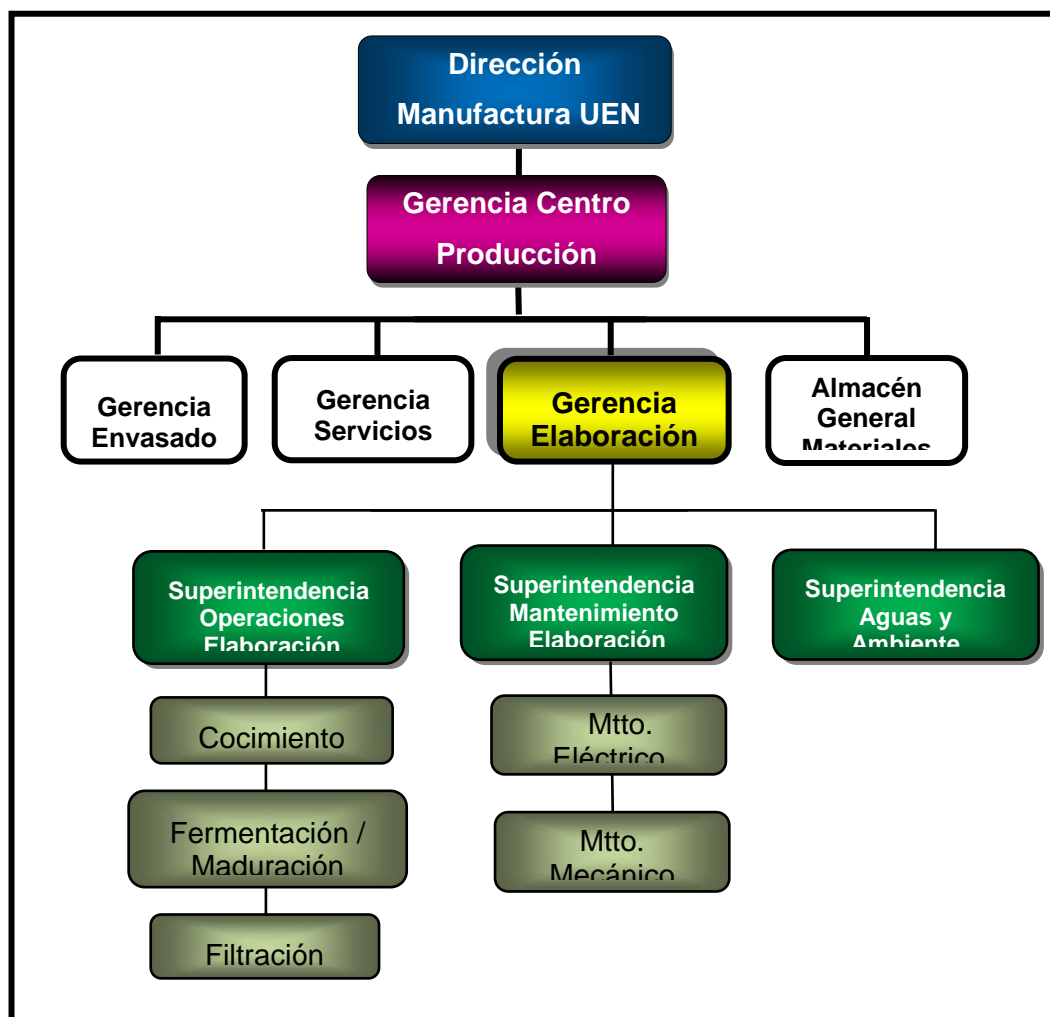 Dirección
Manufactura UEN
Gerencia Centro
Producción
Gerencia
Envasado
Gerencia
Servicios
Gerencia
Elaboración
Almacén
General
Materiales
Superintendencia
Operaciones
Elaboración
Superintendencia
Mantenimiento
Elaboración
Superintendencia
Aguas y
Ambiente
Cocimiento
Mtto.
Eléctrico
Fermentación /
Maduración
Mtto.
Mecánico
Filtración